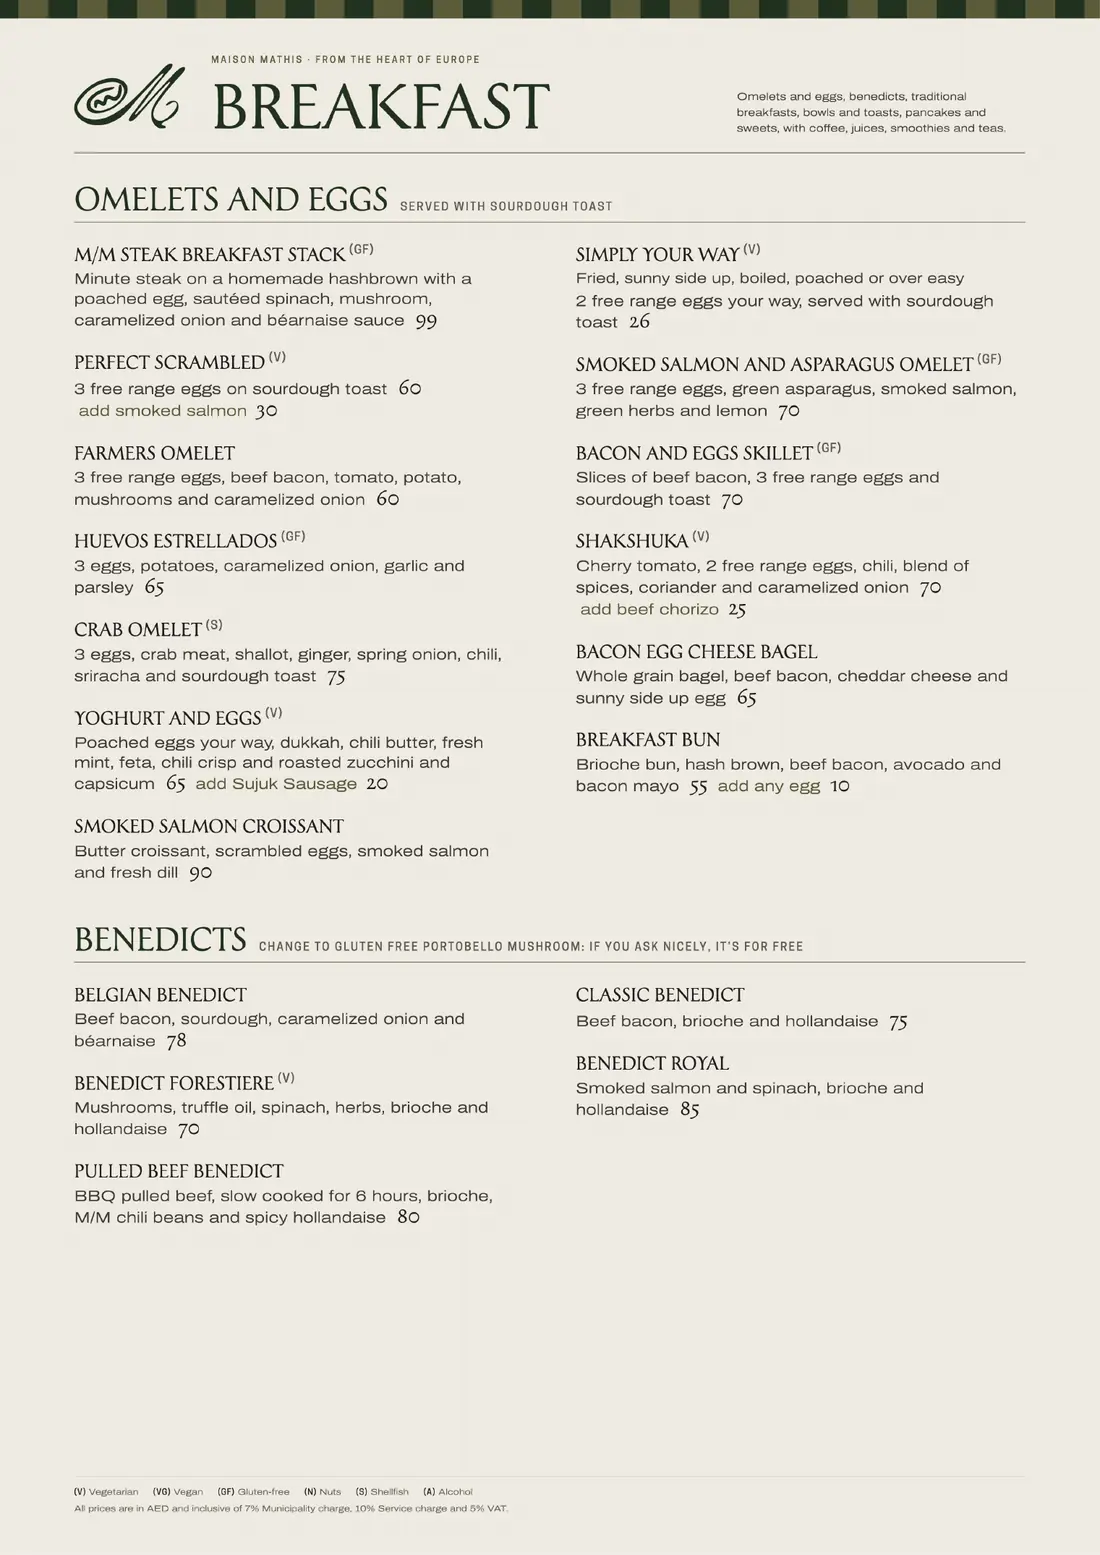 MAISON MATHIS · FROM THE HEART OF EUROPE
BREAKFAST
Omelets and eggs, benedicts, traditional
breakfasts, bowls and toasts, pancakes and
sweets, with coffee, juices, smoothies and teas.
OMELETS AND EGGS SERVED WITH SOURDOUGH TOAST
M/M STEAK BREAKFAST STACK (GF)
Minute steak on a homemade hashbrown with a
poached egg, sautéed spinach, mushroom,
caramelized onion and béarnaise sauce 99
PERFECT SCRAMBLED (V)
3 free range eggs on sourdough toast 60
add smoked salmon 30
FARMERS OMELET
3 free range eggs, beef bacon, tomato, potato,
mushrooms and caramelized onion 60
HUEVOS ESTRELLADOS (GF)
3 eggs, potatoes, caramelized onion, garlic and
parsley 65
CRAB OMELET (S)
3 eggs, crab meat, shallot, ginger, spring onion, chili,
sriracha and sourdough toast 75
YOGHURT AND EGGS (V)
Poached eggs your way, dukkah, chili butter, fresh
mint, feta, chili crisp and roasted zucchini and
capsicum 65 add Sujuk Sausage 20
SMOKED SALMON CROISSANT
Butter croissant, scrambled eggs, smoked salmon
and fresh dill 90
SIMPLY YOUR WAY (V)
Fried, sunny side up, boiled, poached or over easy
2 free range eggs your way, served with sourdough
toast 26
SMOKED SALMON AND ASPARAGUS OMELET (GF)
3 free range eggs, green asparagus, smoked salmon,
green herbs and lemon 70
BACON AND EGGS SKILLET (GF)
Slices of beef bacon, 3 free range eggs and
sourdough toast 70
SHAKSHUKA (V)
Cherry tomato, 2 free range eggs, chili, blend of
spices, coriander and caramelized onion 70
add beef chorizo 25
BACON EGG CHEESE BAGEL
Whole grain bagel, beef bacon, cheddar cheese and
sunny side up egg 65
BREAKFAST BUN
Brioche bun, hash brown, beef bacon, avocado and
bacon mayo 55 add any egg 10
BENEDICTS CHANGE TO GLUTEN FREE PORTOBELLO MUSHROOM: IF YOU ASK NICELY, IT'S FOR FREE
BELGIAN BENEDICT
Beef bacon, sourdough, caramelized onion and
béarnaise 78
BENEDICT FORESTIERE (V)
Mushrooms, truffle oil, spinach, herbs, brioche and
hollandaise 70
PULLED BEEF BENEDICT
BBQ pulled beef, slow cooked for 6 hours, brioche,
M/M chili beans and spicy hollandaise 80
CLASSIC BENEDICT
Beef bacon, brioche and hollandaise 75
BENEDICT ROYAL
Smoked salmon and spinach, brioche and
hollandaise 85
(V) Vegetarian (VG) Vegan (GF) Gluten-free (N) Nuts (S) Shellfish (A) Alcohol
All prices are in AED and inclusive of 7% Municipality charge, 10% Service charge and 5% VAT.